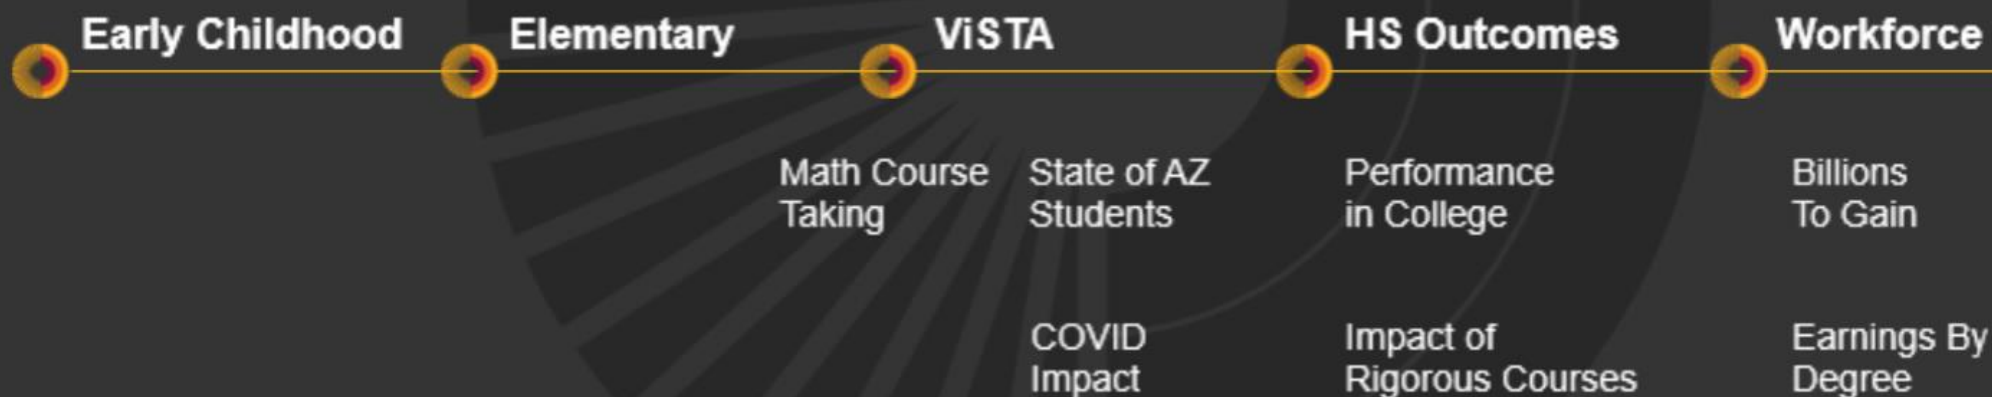 Early Childhood
Elementary
ViSTA
HS Outcomes
Workforce
Math Course
Taking
State of AZ
Students
Performance
in College
Billions
To Gain
COVID
Impact
Impact of
Rigorous Courses
Earnings By
Degree